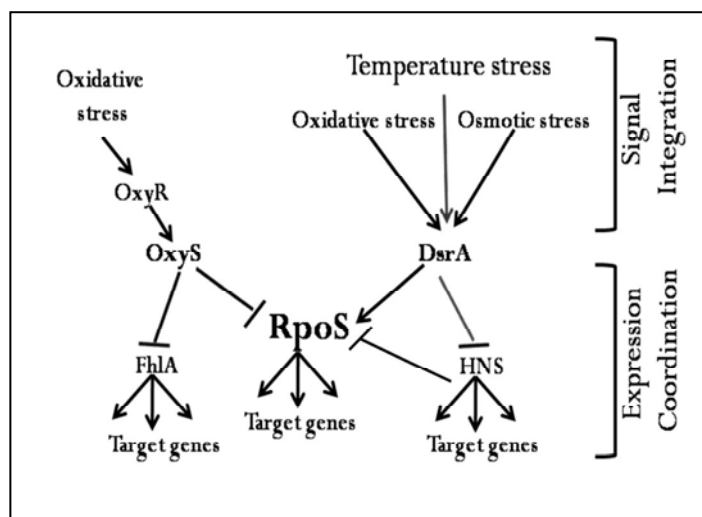 Temperature stress
Oxidative
stress
Oxidative stress
Osmotic stress
OxyR
OxyS
DsrA
RpoS
FhlA
HNS
Target genes
Target genes
Target genes
Signal
Integration
Expression
Coordination